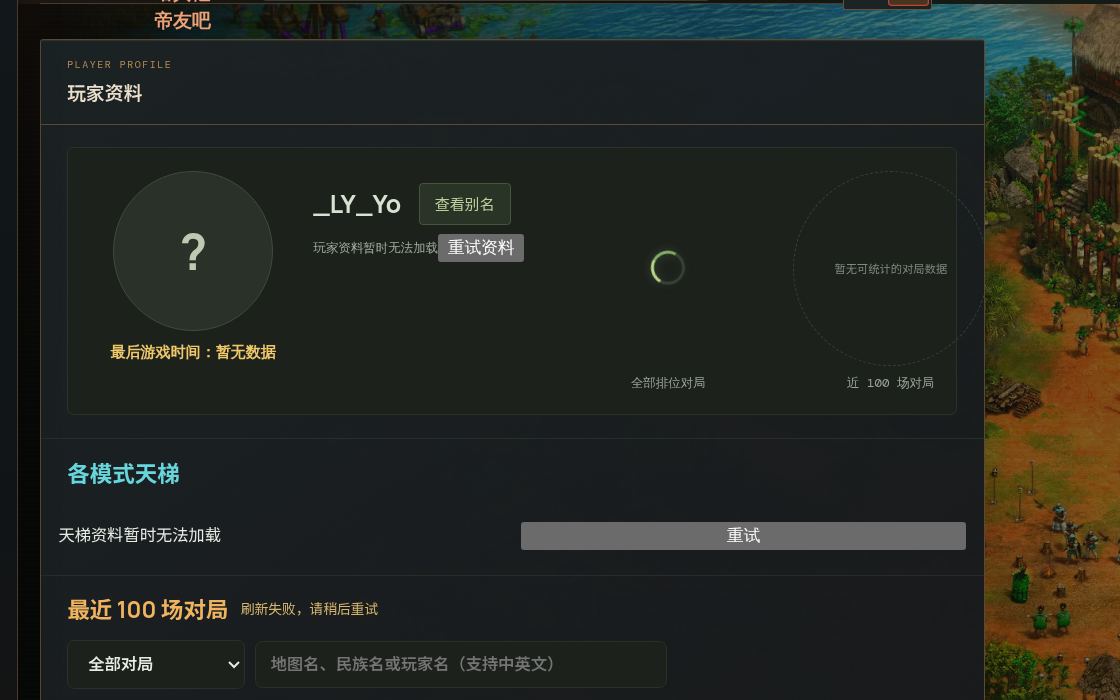 帝友吧
PLAYER PROFILE
玩家资料
?
_LY_Yo
查看别名
玩家资料暂时无法加载
重试资料
暂无可统计的对局数据
最后游戏时间：暂无数据
全部排位对局
近 100 场对局
各模式天梯
天梯资料暂时无法加载
重试
最近 100 场对局
刷新失败，请稍后重试
全部对局
地图名、民族名或玩家名（支持中英文）